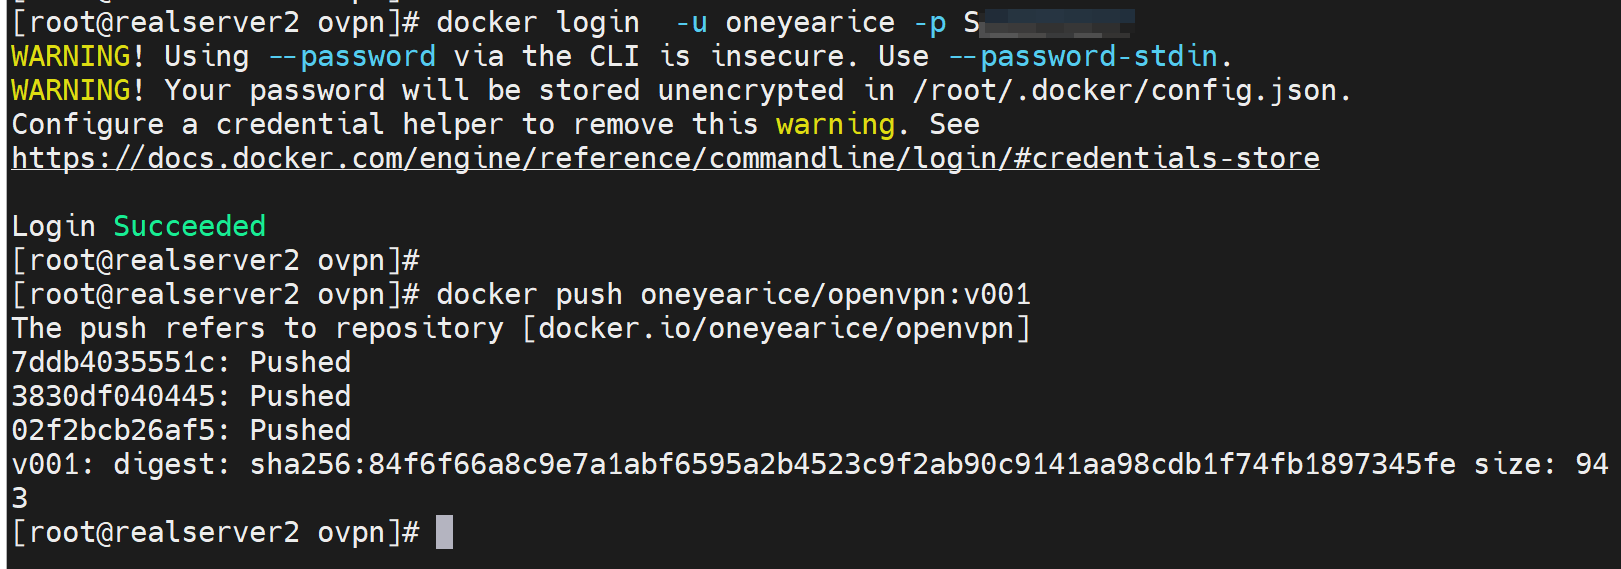 [root@realserver2 ovpn]# docker login  -u oneyearice -p S
WARNING! Using --password via the CLI is insecure. Use --password-stdin.
WARNING! Your password will be stored unencrypted in /root/.docker/config.json.
Configure a credential helper to remove this warning. See
https://docs.docker.com/engine/reference/commandline/login/#credentials-store
Login Succeeded
[root@realserver2 ovpn]#
[root@realserver2 ovpn]# docker push oneyearice/openvpn:v001
The push refers to repository [docker.io/oneyearice/openvpn]
7ddb4035551c: Pushed
3830df040445: Pushed
02f2bcb26af5: Pushed
v001: digest: sha256:84f6f66a8c9e7a1abf6595a2b4523c9f2ab90c9141aa98cdb1f74fb1897345fe size: 94
3
[root@realserver2 ovpn]#